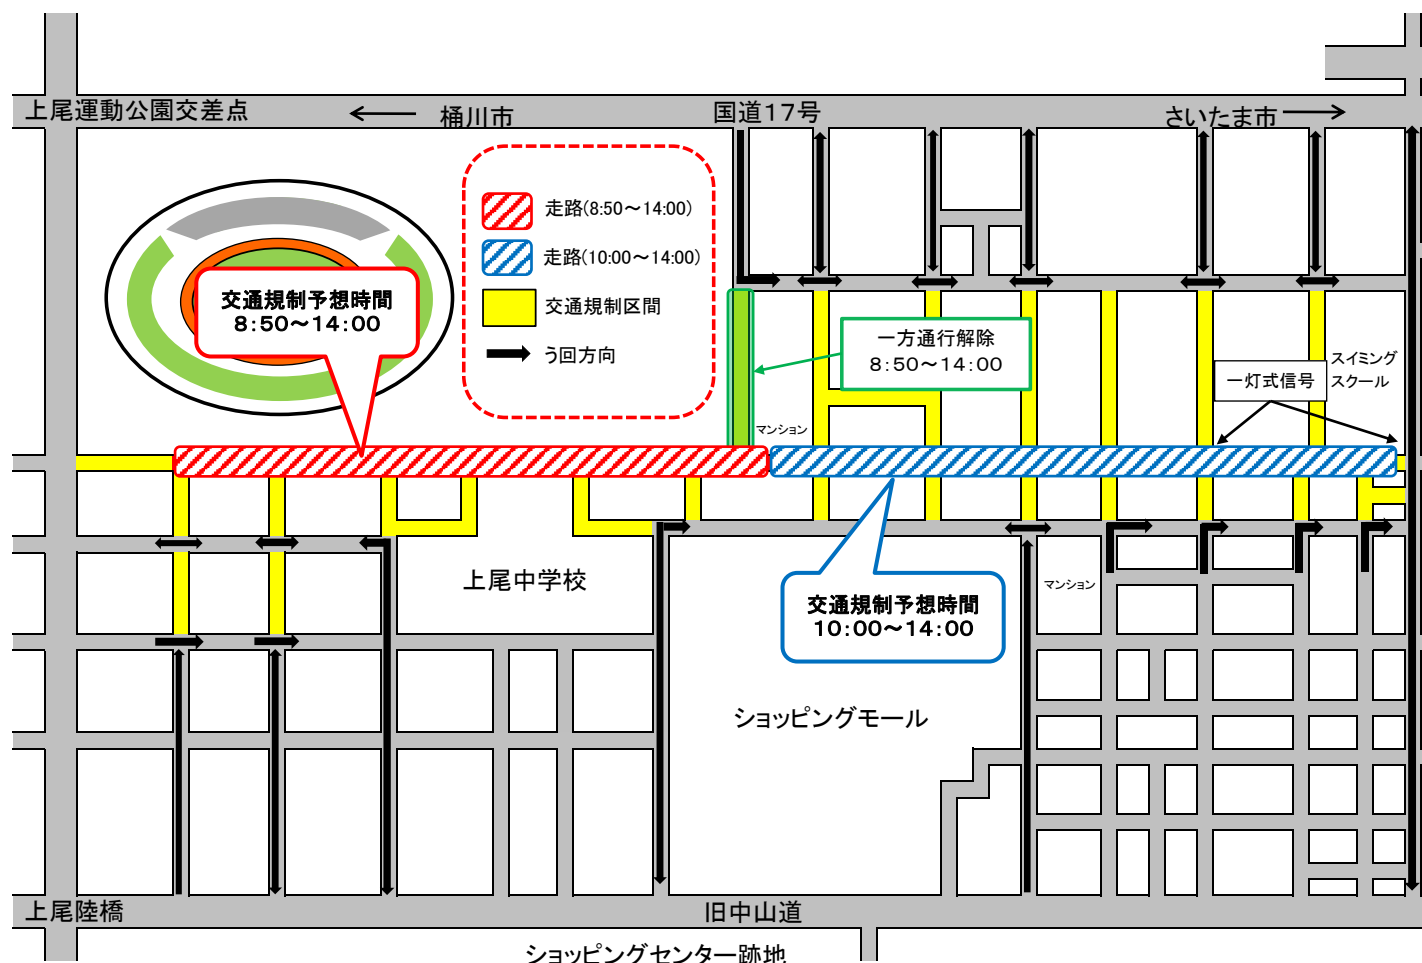 上尾運動公園交差点
桶川市
国道17号
さいたま市
走路(8:50～14:00)
走路(10:00～14:00)
交通規制区間
う回方向
交通規制予想時間
8:50～14:00
一方通行解除
8:50～14:00
スイミング
スクール
一灯式信号
マンション
上尾中学校
交通規制予想時間
10:00～14:00
マンション
ショッピングモール
上尾陸橋
旧中山道
ショッピングセンター跡地